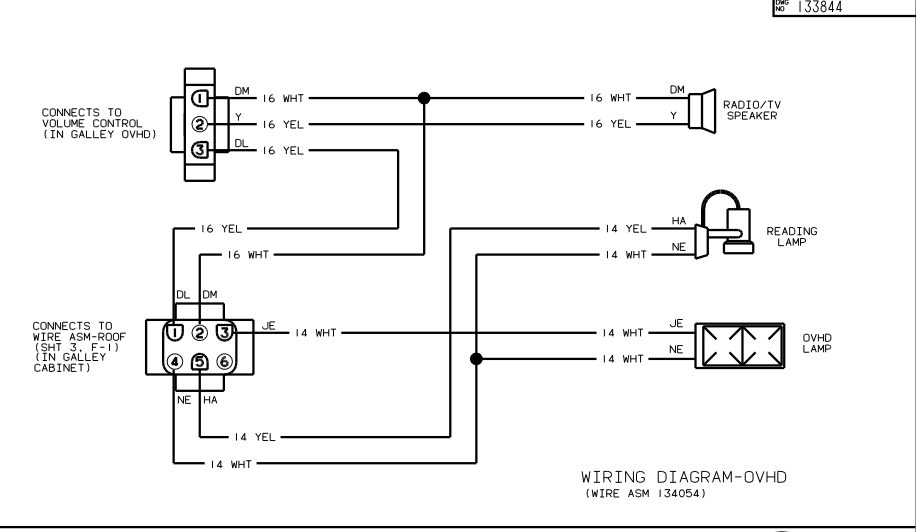 DWG NO 133844
CONNECTS TO
VOLUME CONTROL
(IN GALLEY OVHD)
1
2
3
DM 16 WHT
16 WHT DM
Y 16 YEL
16 YEL Y
DL 16 YEL
RADIO/TV
SPEAKER
16 YEL
16 WHT
14 YEL HA
14 WHT NE
READING
LAMP
DL DM
CONNECTS TO
WIRE ASM-ROOF
(SHT 3, F-1)
(IN GALLEY
CABINET)
1 2 3
4 5 6
JE 14 WHT
14 WHT JE
14 WHT NE
OVHD
LAMP
NE HA
14 YEL
14 WHT
WIRING DIAGRAM-OVHD
(WIRE ASM 134054)